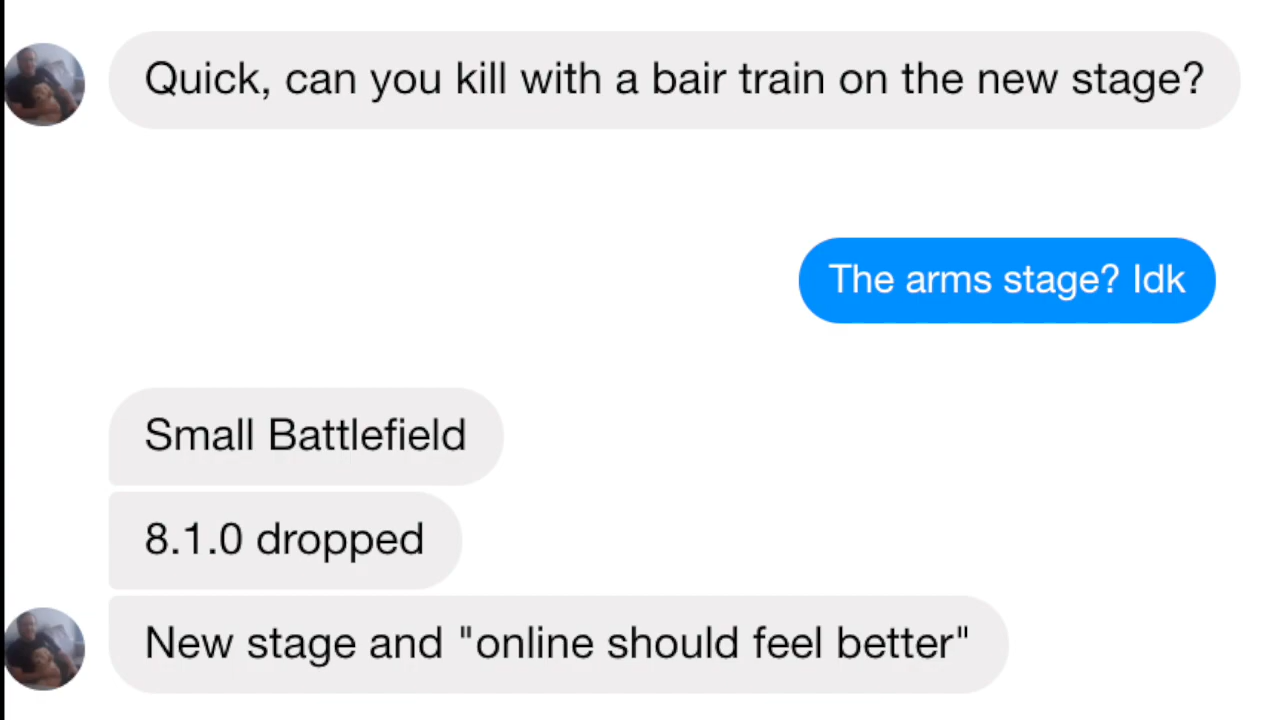 Quick, can you kill with a bair train on the new stage?
The arms stage? Idk
Small Battlefield
8.1.0 dropped
New stage and "online should feel better"